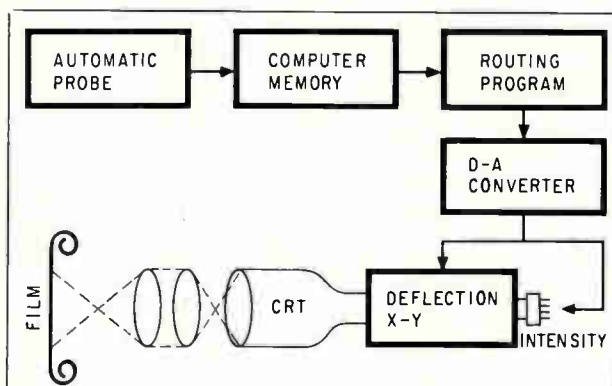 AUTOMATIC
PROBE
COMPUTER
MEMORY
ROUTING
PROGRAM
D-A
CONVERTER
FILM
CRT
DEFLECTION
X-Y
INTENSITY